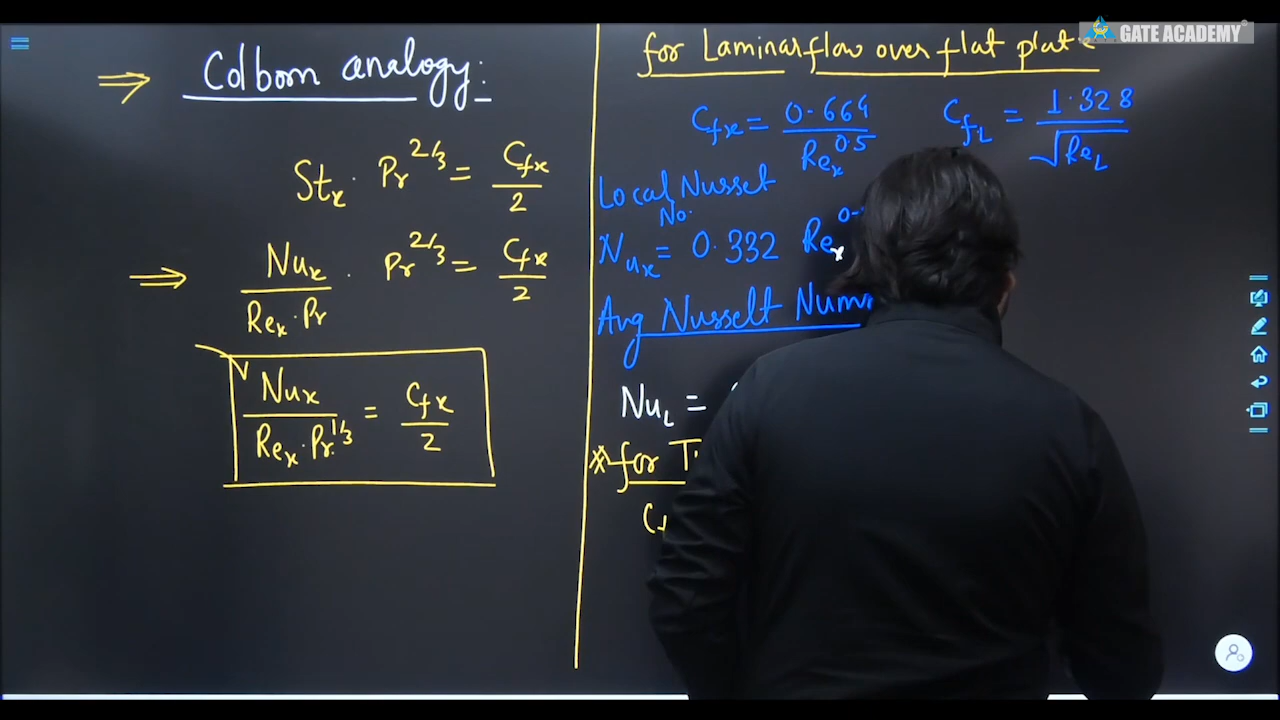 GATE ACADEMY
⇒ Colborn analogy:
St_x . Pr^2/3 = C_fx / 2
⇒ Nu_x / Re_x . Pr . Pr^2/3 = C_fx / 2
Nu_x / Re_x . Pr^1/3 = C_fx / 2
for Laminar flow over flat plate
C_fx = 0.664 / Re_x^0.5 C_fL = 1.328 / √Re_L
Local Nusset
No.
Nu_x = 0.332 Re_x^0.
Avg Nusselt
Nu_L =
* for